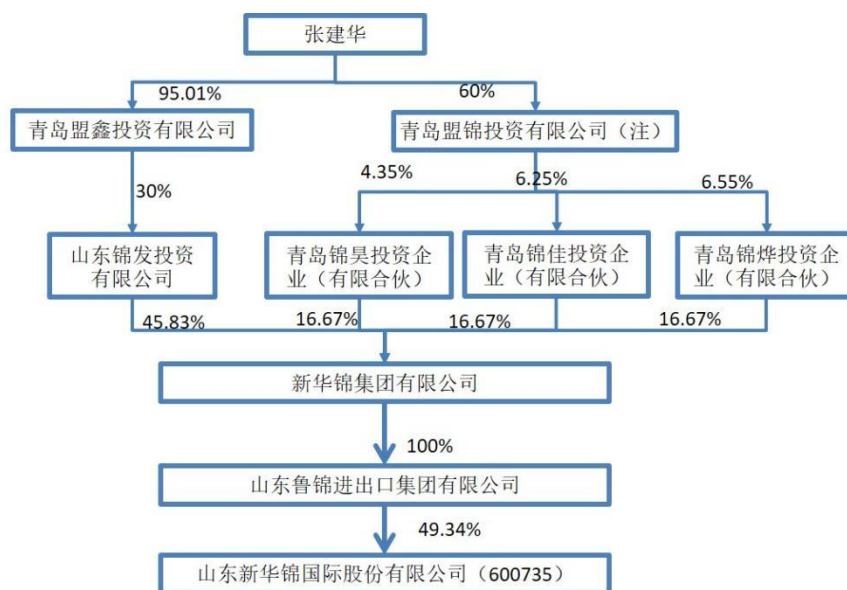 张建华
95.01%
60%
青岛盟鑫投资有限公司
青岛盟锦投资有限公司（注）
4.35%
6.25%
6.55%
30%
山东锦发投资
有限公司
青岛锦昊投资企
业（有限合伙）
青岛锦佳投资企
业（有限合伙）
青岛锦烨投资企
业（有限合伙）
45.83%
16.67%
16.67%
16.67%
新华锦集团有限公司
100%
山东鲁锦进出口集团有限公司
49.34%
山东新华锦国际股份有限公司（600735）